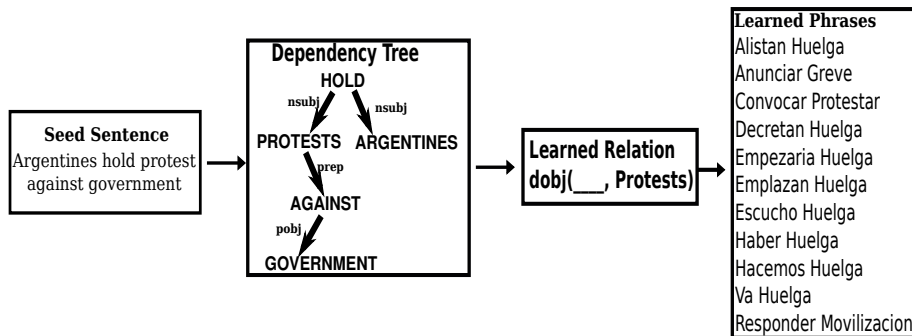 Seed Sentence
Argentines hold protest
against government
Dependency Tree
HOLD
nsubj
nsubj
PROTESTS
ARGENTINES
prep
AGAINST
pobj
GOVERNMENT
Learned Relation
dobj(____, Protests)
Learned Phrases
Alistan Huelga
Anunciar Greve
Convocar Protestar
Decretan Huelga
Empezaria Huelga
Emplazan Huelga
Escucho Huelga
Haber Huelga
Hacemos Huelga
Va Huelga
Responder Movilizacion